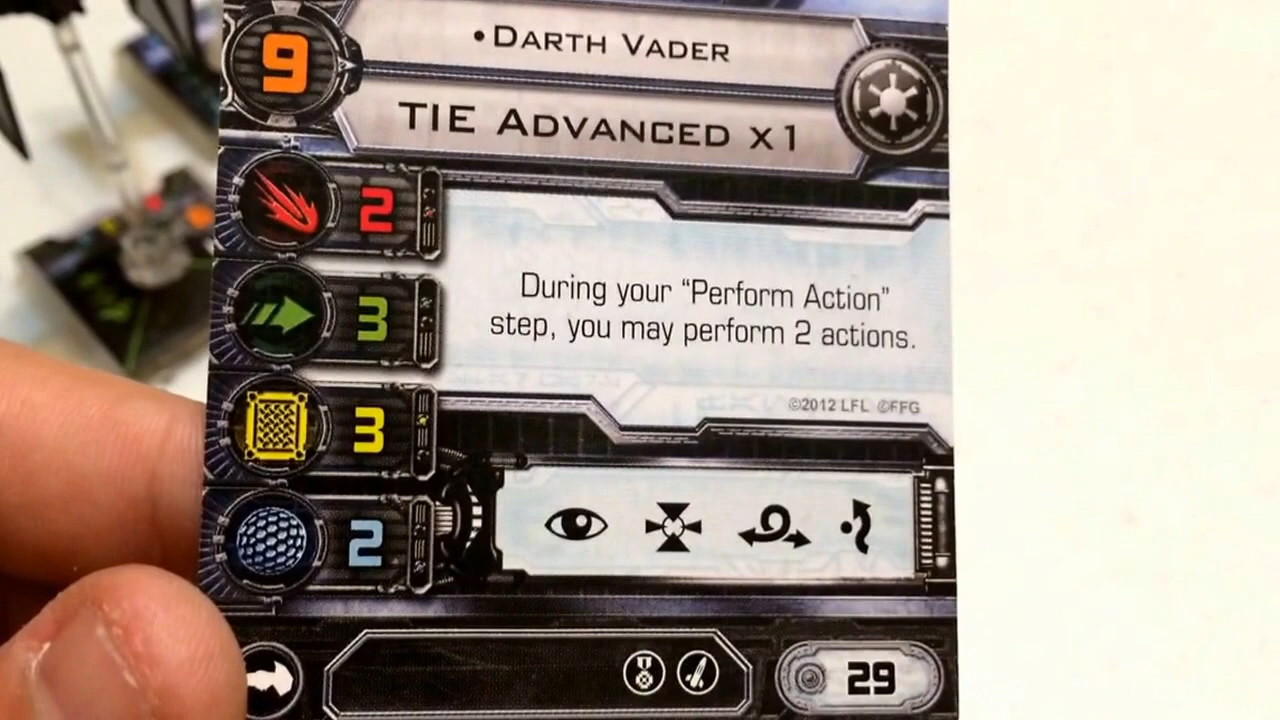 9
•DARTH VADER
TIE ADVANCED X1
2
3
3
2
During your “Perform Action”
step, you may perform 2 actions.
©2012 LFL ©FFG
29